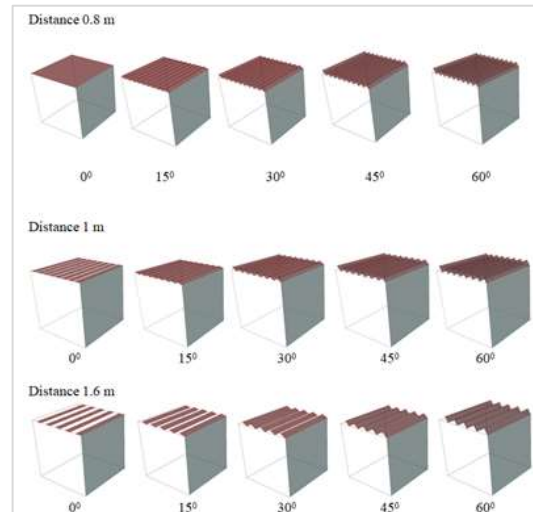 Distance 0.8 m
0⁰ 15⁰ 30⁰ 45⁰ 60⁰
Distance 1 m
0⁰ 15⁰ 30⁰ 45⁰ 60⁰
Distance 1.6 m
0⁰ 15⁰ 30⁰ 45⁰ 60⁰